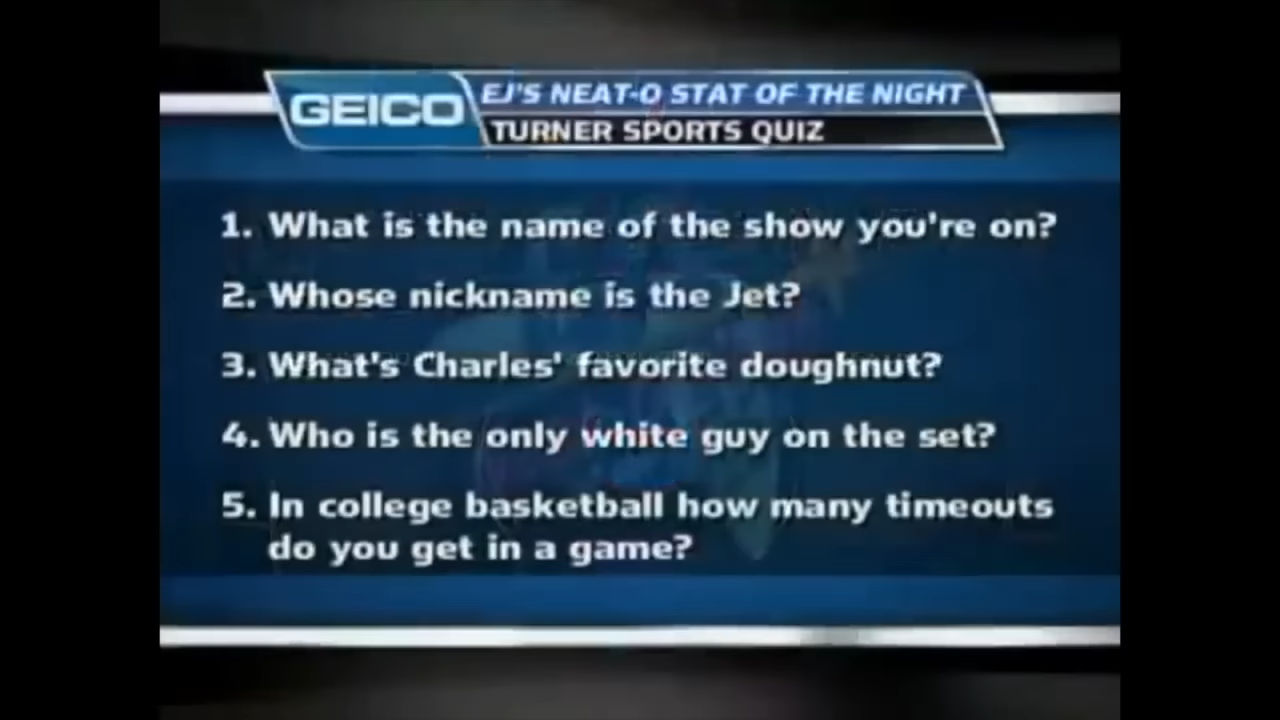 GEICO
EJ'S NEAT-O STAT OF THE NIGHT
TURNER SPORTS QUIZ
1. What is the name of the show you're on?
2. Whose nickname is the Jet?
3. What's Charles' favorite doughnut?
4. Who is the only white guy on the set?
5. In college basketball how many timeouts
do you get in a game?